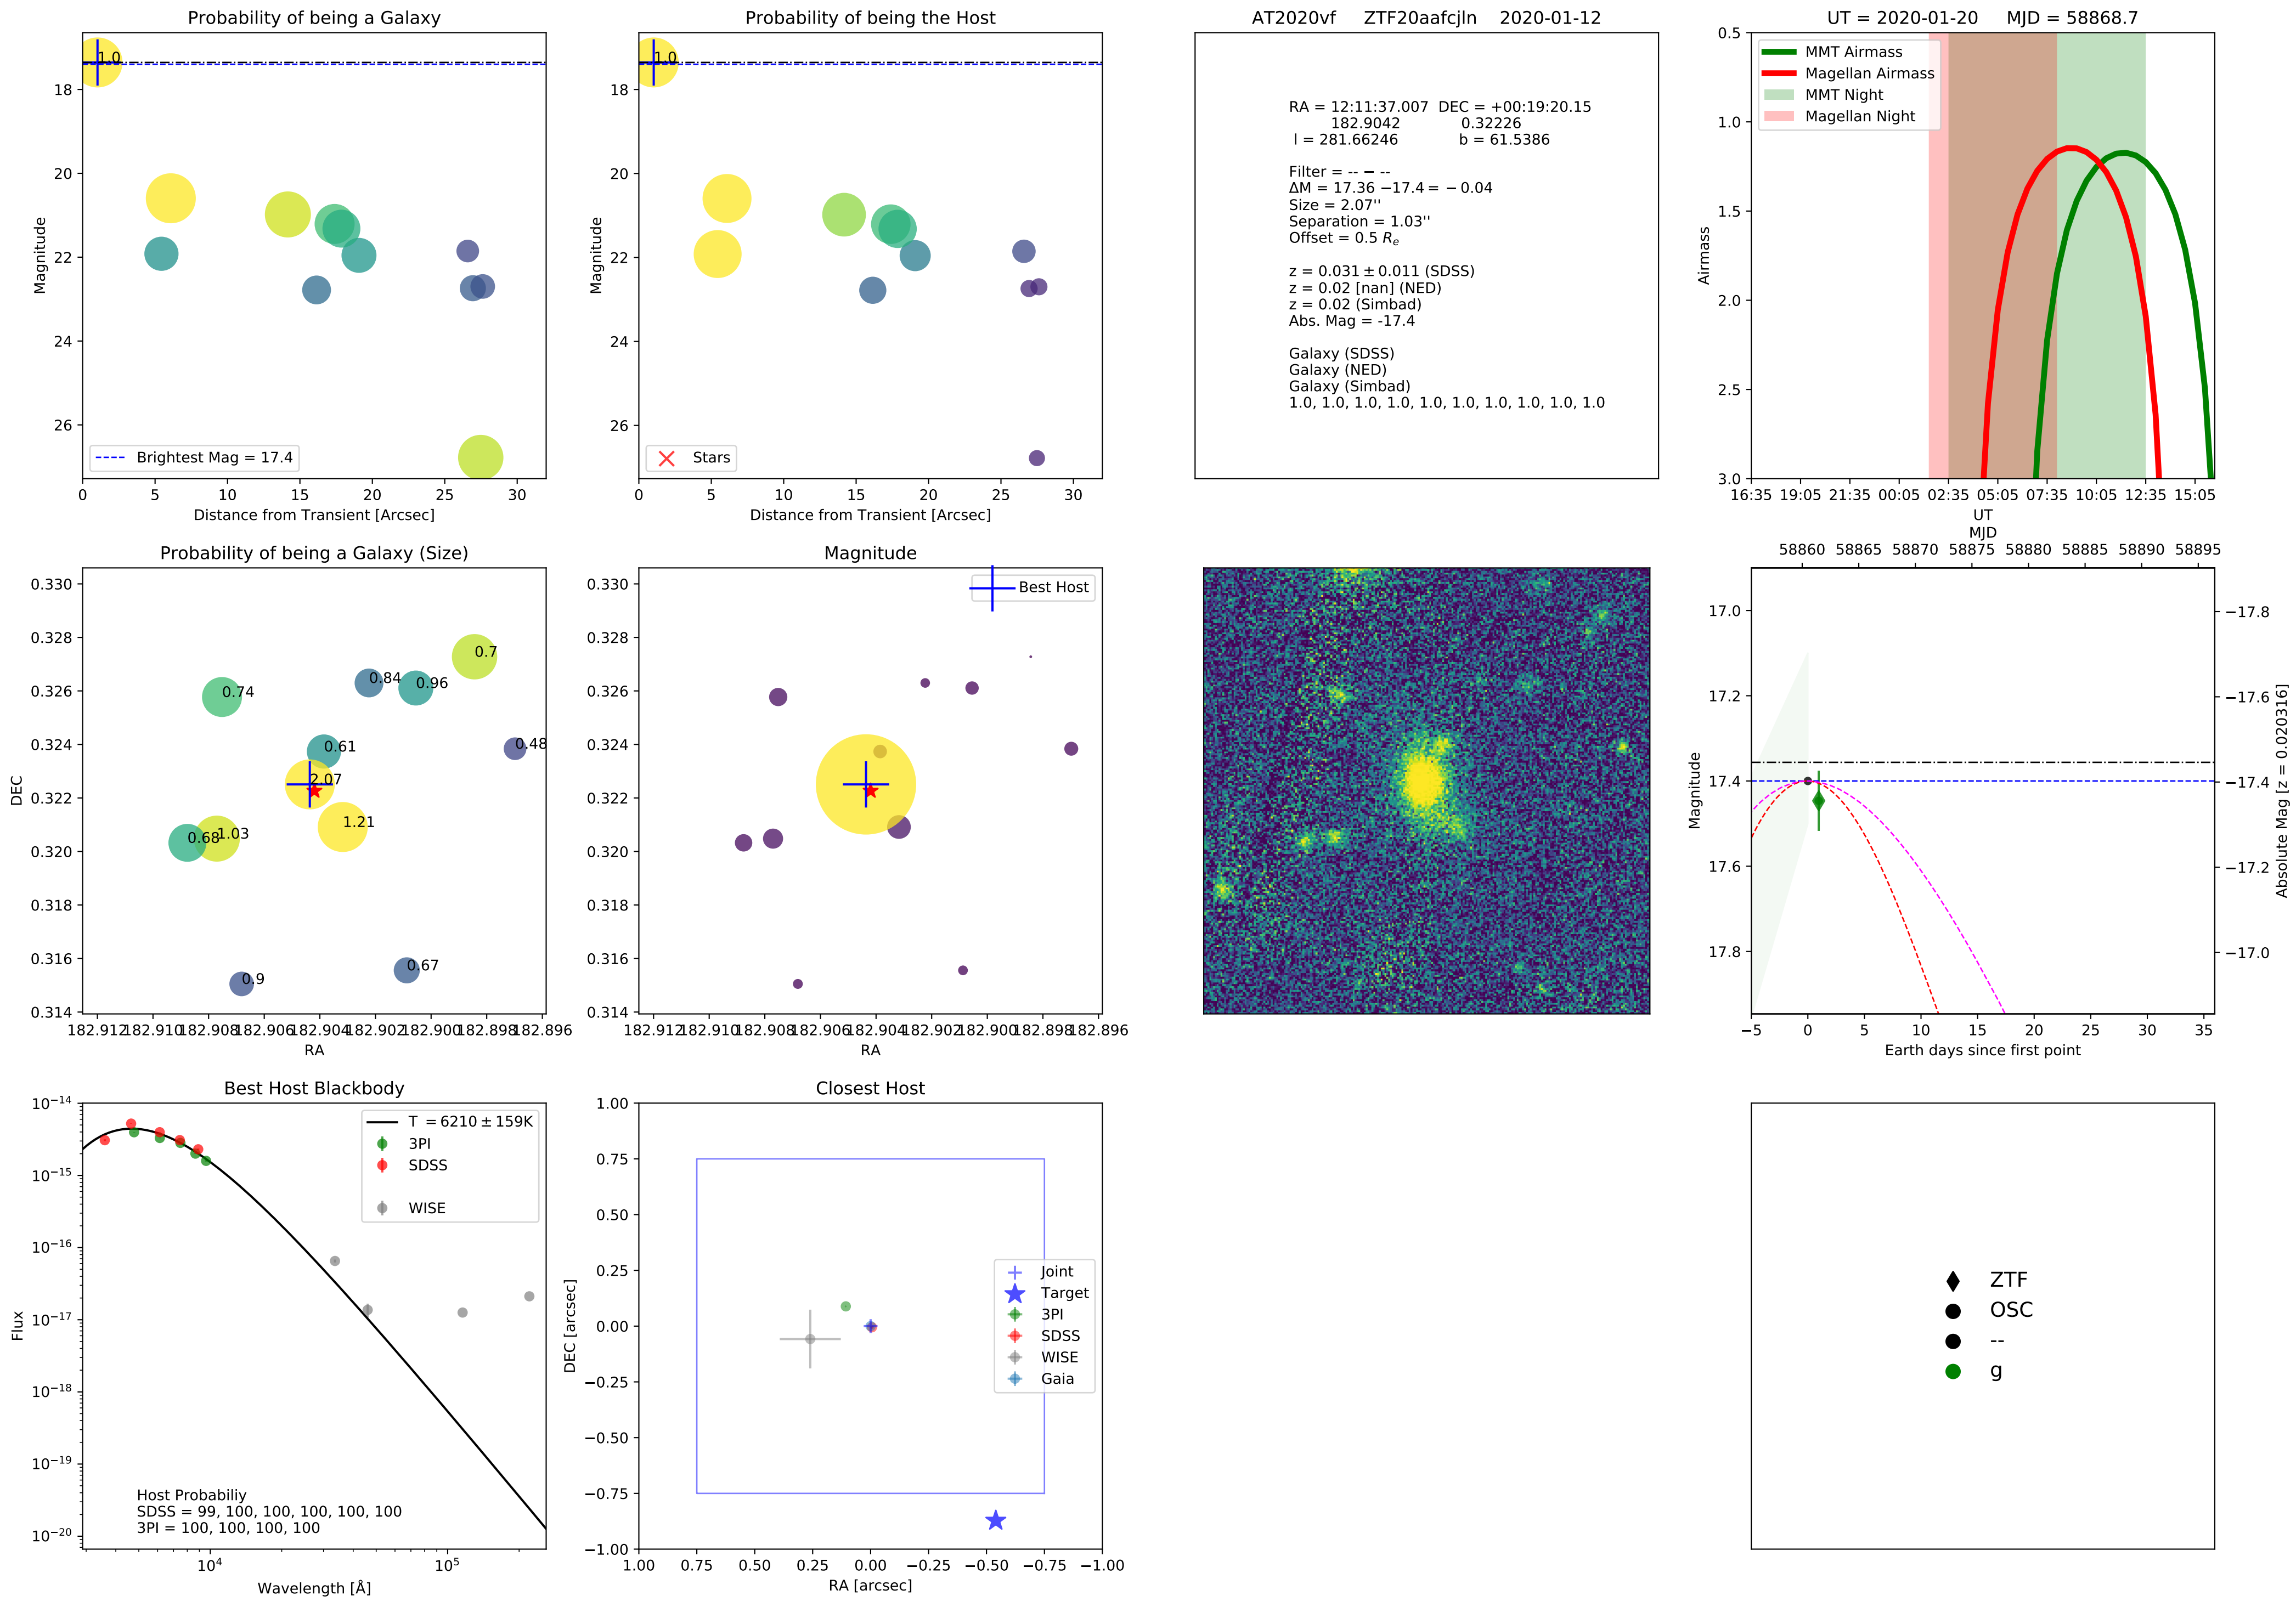 Probability of being a Galaxy
1.0
18
20
22
24
26
Magnitude
Brightest Mag = 17.4
0 5 10 15 20 25 30
Distance from Transient [Arcsec]
Probability of being the Host
1.0
18
20
22
24
26
Magnitude
Stars
0 5 10 15 20 25 30
Distance from Transient [Arcsec]
AT2020vf ZTF20aafcjln 2020-01-12
RA = 12:11:37.007 DEC = +00:19:20.15
182.9042 0.32226
l = 281.66246 b = 61.5386
Filter = -- − --
ΔM = 17.36 −17.4 = −0.04
Size = 2.07''
Separation = 1.03''
Offset = 0.5 Re
z = 0.031 ± 0.011 (SDSS)
z = 0.02 [nan] (NED)
z = 0.02 (Simbad)
Abs. Mag = -17.4
Galaxy (SDSS)
Galaxy (NED)
Galaxy (Simbad)
1.0, 1.0, 1.0, 1.0, 1.0, 1.0, 1.0, 1.0, 1.0, 1.0
UT = 2020-01-20 MJD = 58868.7
MMT Airmass
Magellan Airmass
MMT Night
Magellan Night
0.5
1.0
1.5
2.0
2.5
3.0
Airmass
16:35 19:05 21:35 00:05 02:35 05:05 07:35 10:05 12:35 15:05
UT
Probability of being a Galaxy (Size)
0.330
0.328
0.326
0.324
0.322
0.320
0.318
0.316
0.314
DEC
0.7
0.84
0.96
0.74
0.61
0.48
2.07
1.21
0.68
1.03
0.67
0.9
182.912 182.910 182.908 182.906 182.904 182.902 182.900 182.898 182.896
RA
Magnitude
Best Host
0.330
0.328
0.326
0.324
0.322
0.320
0.318
0.316
0.314
182.912 182.910 182.908 182.906 182.904 182.902 182.900 182.898 182.896
RA
MJD
58860 58865 58870 58875 58880 58885 58890 58895
17.0
17.2
17.4
17.6
17.8
Magnitude
−17.8
−17.6
−17.4
−17.2
−17.0
Absolute Mag [z = 0.020316]
−5 0 5 10 15 20 25 30 35
Earth days since first point
Best Host Blackbody
T = 6210 ± 159K
3PI
SDSS
WISE
10−14
10−15
10−16
10−17
10−18
10−19
10−20
Flux
Host Probabiliy
SDSS = 99, 100, 100, 100, 100, 100
3PI = 100, 100, 100, 100
104 105
Wavelength [Å]
Closest Host
1.00
0.75
0.50
0.25
0.00
−0.25
−0.50
−0.75
−1.00
DEC [arcsec]
Joint
Target
3PI
SDSS
WISE
Gaia
1.00 0.75 0.50 0.25 0.00 −0.25 −0.50 −0.75 −1.00
RA [arcsec]
ZTF
OSC
--
g